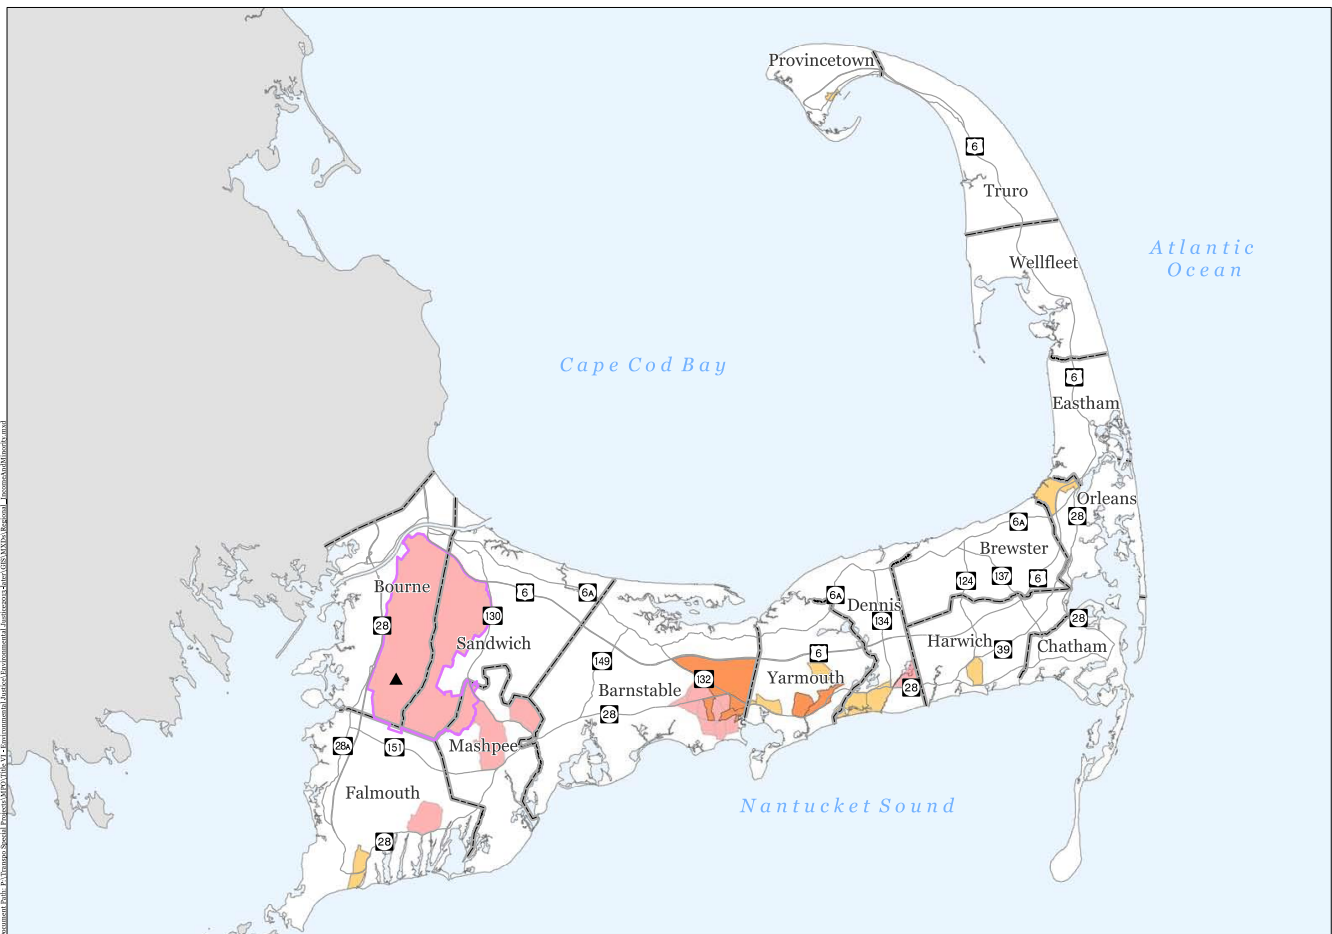 Provincetown
6
Truro
Atlantic
Ocean
Wellfleet
Cape Cod Bay
6
Eastham
Orleans
28
6A
Brewster
124
137
6
Bourne
6
6A
6A
Dennis
134
28
130
28
Sandwich
Harwich
39
Chatham
6
149
132
Yarmouth
Barnstable
28
28
28A
151
Mashpee
Falmouth
Nantucket Sound
28